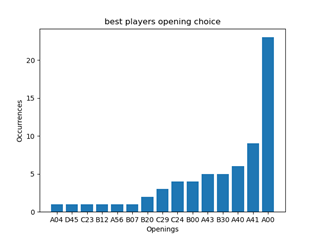 best players opening choice
20
15
10
5
0
Occurrences
A04 D45 C23 B12 A56 B07 B20 C29 C24 B00 A43 B30 A40 A41 A00
Openings